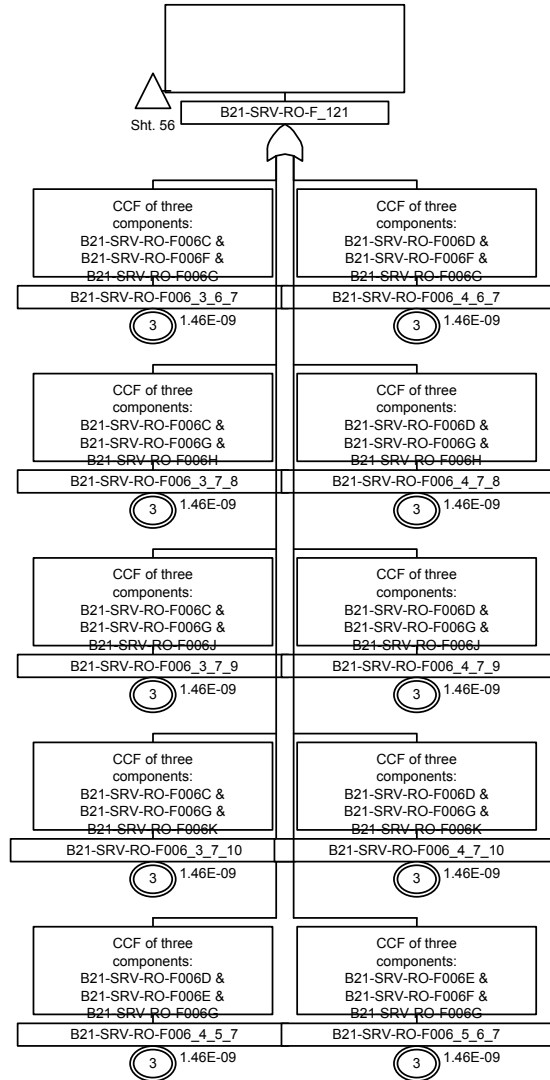 Sht. 56
B21-SRV-RO-F_121
CCF of three
components:
B21-SRV-RO-F006C &
B21-SRV-RO-F006F &
B21-SRV-RO-F006G
B21-SRV-RO-F006_3_6_7
3
1.46E-09
CCF of three
components:
B21-SRV-RO-F006D &
B21-SRV-RO-F006F &
B21-SRV-RO-F006G
B21-SRV-RO-F006_4_6_7
3
1.46E-09
CCF of three
components:
B21-SRV-RO-F006C &
B21-SRV-RO-F006G &
B21-SRV-RO-F006H
B21-SRV-RO-F006_3_7_8
3
1.46E-09
CCF of three
components:
B21-SRV-RO-F006D &
B21-SRV-RO-F006G &
B21-SRV-RO-F006H
B21-SRV-RO-F006_4_7_8
3
1.46E-09
CCF of three
components:
B21-SRV-RO-F006C &
B21-SRV-RO-F006G &
B21-SRV-RO-F006J
B21-SRV-RO-F006_3_7_9
3
1.46E-09
CCF of three
components:
B21-SRV-RO-F006D &
B21-SRV-RO-F006G &
B21-SRV-RO-F006J
B21-SRV-RO-F006_4_7_9
3
1.46E-09
CCF of three
components:
B21-SRV-RO-F006C &
B21-SRV-RO-F006G &
B21-SRV-RO-F006K
B21-SRV-RO-F006_3_7_10
3
1.46E-09
CCF of three
components:
B21-SRV-RO-F006D &
B21-SRV-RO-F006G &
B21-SRV-RO-F006K
B21-SRV-RO-F006_4_7_10
3
1.46E-09
CCF of three
components:
B21-SRV-RO-F006D &
B21-SRV-RO-F006E &
B21-SRV-RO-F006G
B21-SRV-RO-F006_4_5_7
3
1.46E-09
CCF of three
components:
B21-SRV-RO-F006E &
B21-SRV-RO-F006F &
B21-SRV-RO-F006G
B21-SRV-RO-F006_5_6_7
3
1.46E-09